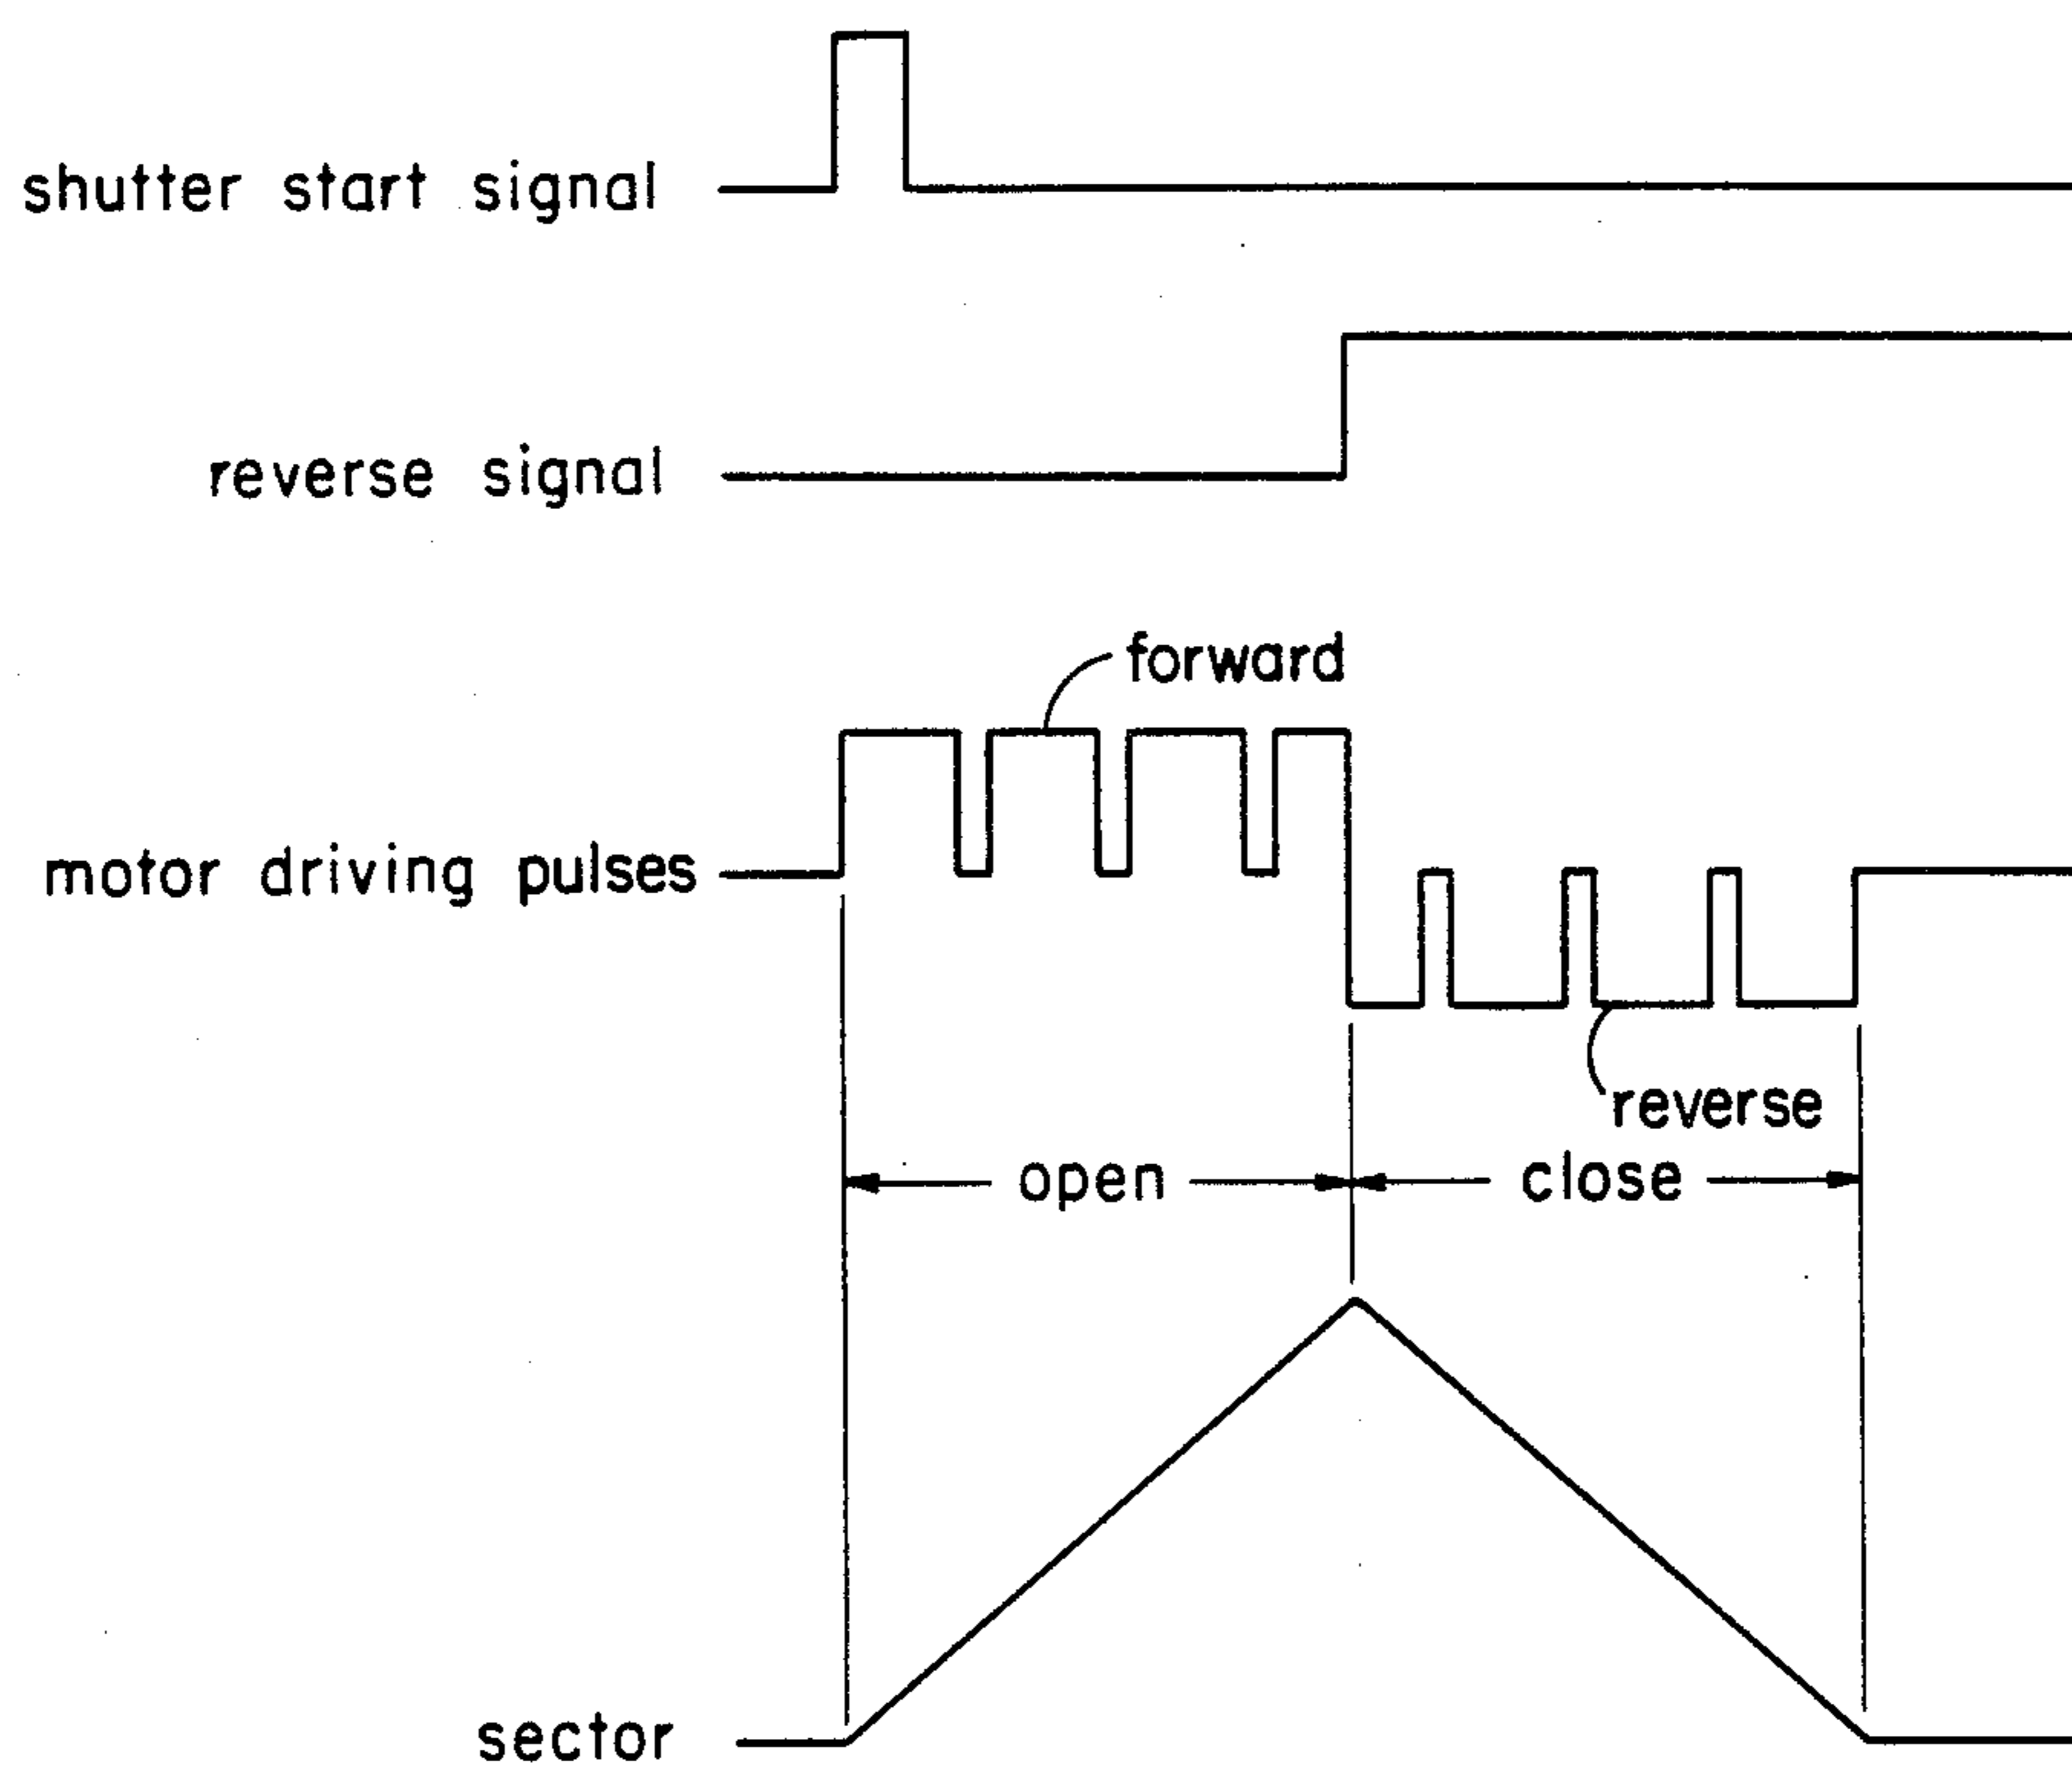 shutter start signal
reverse signal
forward
motor driving pulses
reverse
open
close
sector